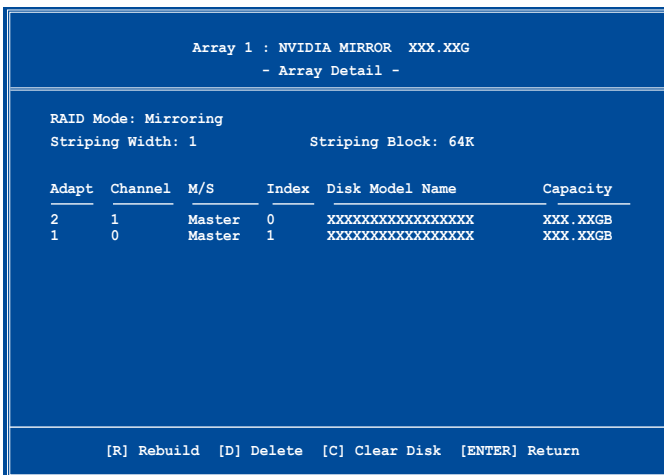 Array 1 : NVIDIA MIRROR XXX.XXG
- Array Detail -
RAID Mode: Mirroring
Striping Width: 1 Striping Block: 64K
Adapt Channel M/S Index Disk Model Name Capacity
2 1 Master 0 XXXXXXXXXXXXXXXXX XXX.XXGB
1 0 Master 1 XXXXXXXXXXXXXXXXX XXX.XXGB
[R] Rebuild [D] Delete [C] Clear Disk [ENTER] Return